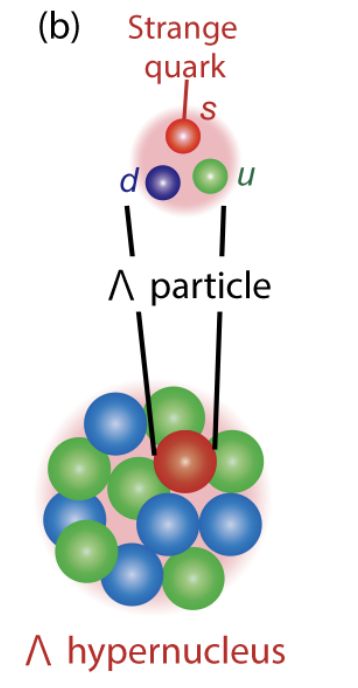 (b)
Strange
quark
s
d
u
Λ particle
Λ hypernucleus